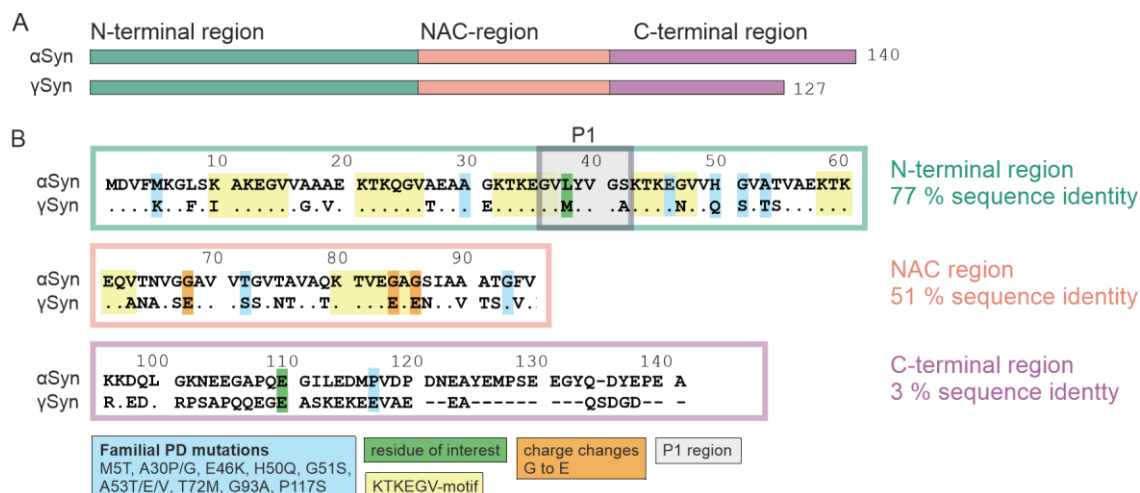 A
N-terminal region NAC-region C-terminal region
αSyn 140
γSyn 127
B
P1
10 20 30 40 50 60
αSyn MDVFMKGLSK AKEGVVAAAE KTKQGVAEAA GKTKEGVLYV GSKTKEGVVH GVATVAEKTK
γSyn ....K..F.I ......G.V. ......T..A .E.....M.. ..A....N.Q .S.TS.....
N-terminal region
77 % sequence identity
70 80 90
αSyn EQVTNVGGAV VTGVTAVAQK TVEGAGSIAA ATGFV
γSyn ..ANA.SE.. .SS.NT..T. ...E.EN..V TS.V..
NAC region
51 % sequence identity
100 110 120 130 140
αSyn KKDQL GKNEEGAPQE GILEDMPVDP DNEAYEMPSE EGYQ-DYEPE A
γSyn R.ED. RPSAPQQEGE ASKEKEEVAE --EA------ ---QSDGD-- -
C-terminal region
3 % sequence identty
Familial PD mutations
M5T, A30P/G, E46K, H50Q, G51S,
A53T/E/V, T72M, G93A, P117S
residue of interest
KTKEGV-motif
charge changes
G to E
P1 region